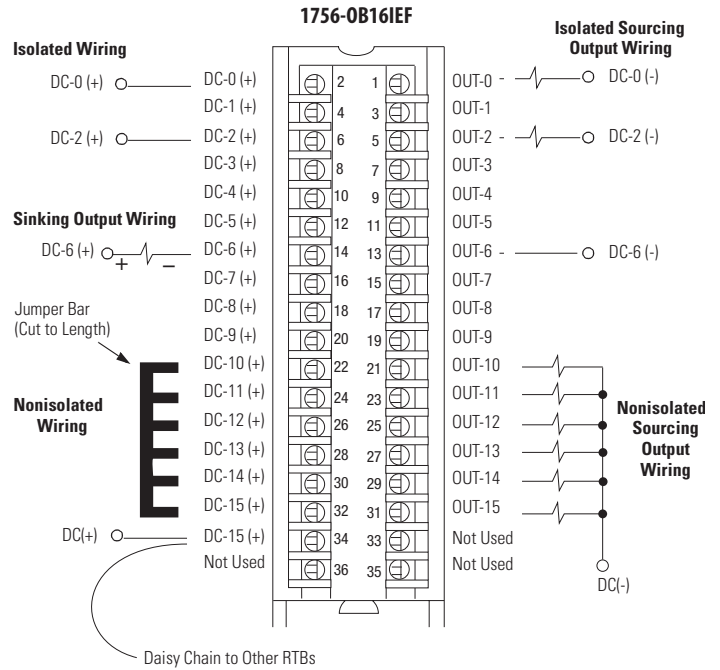 1756-OB16IEF
Isolated Wiring
Isolated Sourcing
Output Wiring
DC-0 (+) DC-0 (+) 2 1 OUT-0 - DC-0 (-)
DC-1 (+) 4 3 OUT-1
DC-2 (+) DC-2 (+) 6 5 OUT-2 - DC-2 (-)
DC-3 (+) 8 7 OUT-3
DC-4 (+) 10 9 OUT-4
Sinking Output Wiring
DC-5 (+) 12 11 OUT-5
DC-6 (+) + – DC-6 (+) 14 13 OUT-6 - DC-6 (-)
DC-7 (+) 16 15 OUT-7
Jumper Bar
(Cut to Length)
DC-8 (+) 18 17 OUT-8
DC-9 (+) 20 19 OUT-9
DC-10 (+) 22 21 OUT-10
DC-11 (+) 24 23 OUT-11
Nonisolated
Wiring
DC-12 (+) 26 25 OUT-12
Nonisolated
Sourcing
Output
Wiring
DC-13 (+) 28 27 OUT-13
DC-14 (+) 30 29 OUT-14
DC-15 (+) 32 31 OUT-15
DC(+) DC-15 (+) 34 33 Not Used
Not Used 36 35 Not Used
DC(-)
Daisy Chain to Other RTBs